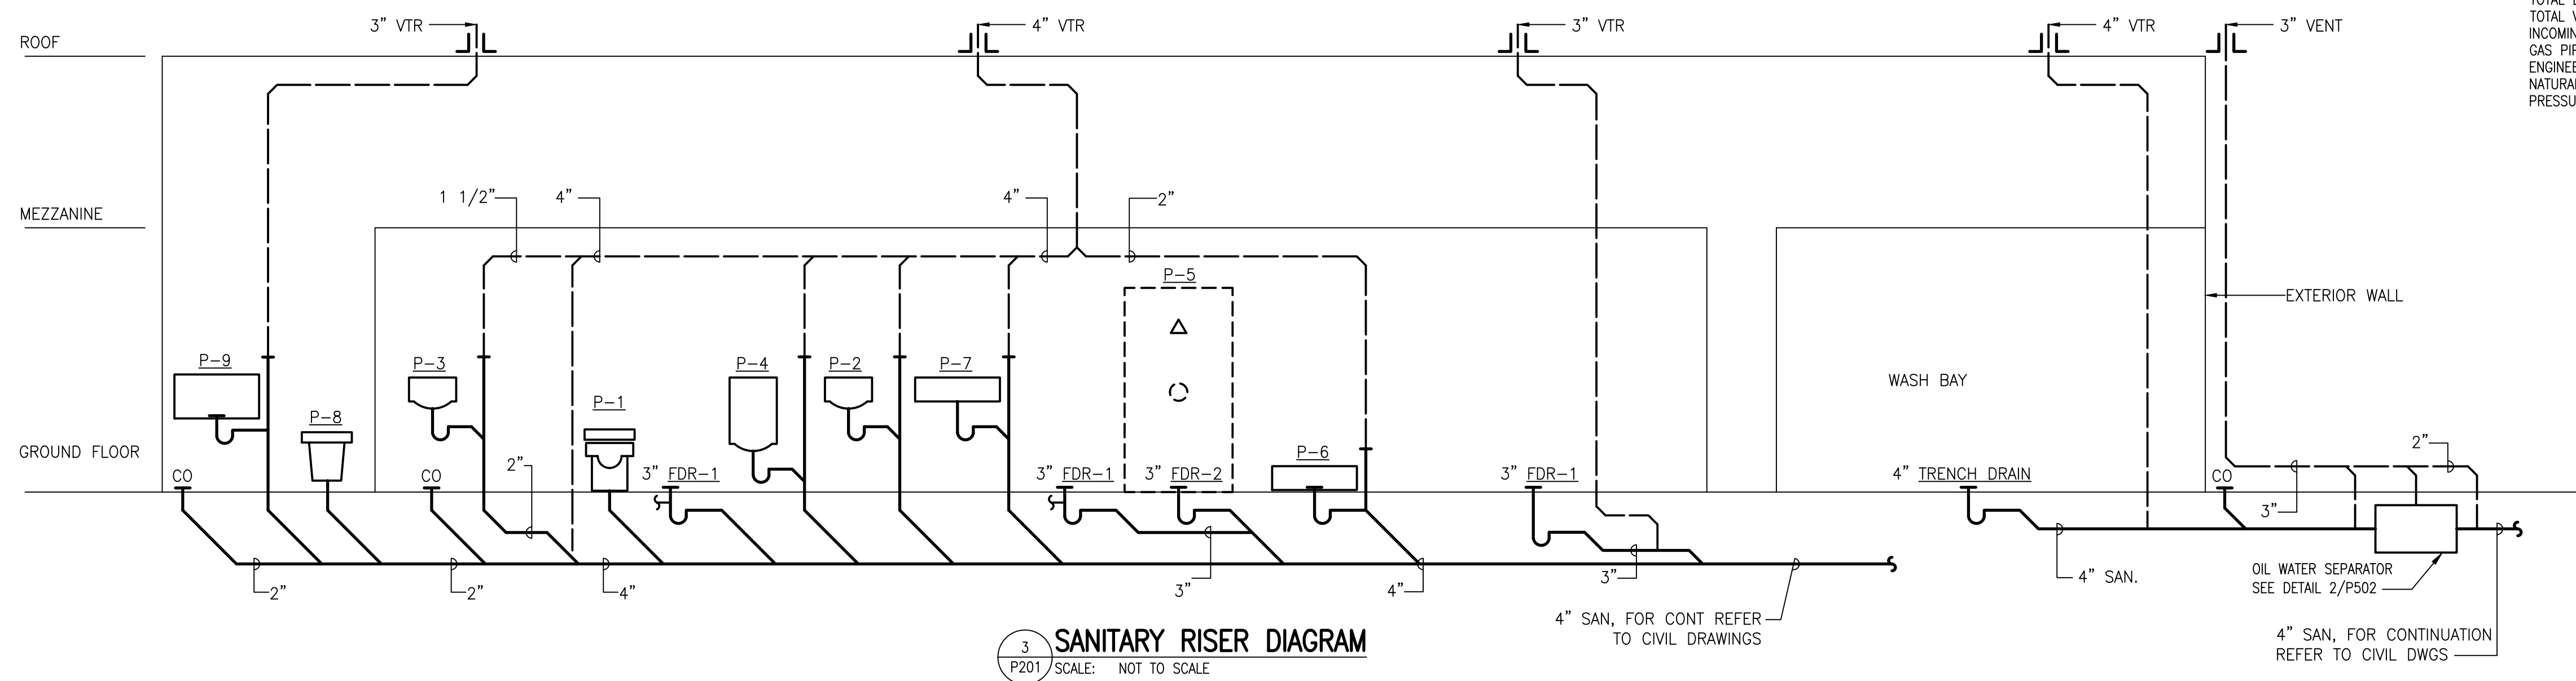 3" VTR
4" VTR
3" VTR
4" VTR
3" VENT
ROOF
TOTAL
TOTAL
GAS
1 1/2"
4"
4"
2"
MEZZANINE
P-5
EXTERIOR WALL
P-9
P-3
P-4
P-2
P-7
WASH BAY
P-8
P-1
GROUND FLOOR
CO
CO
2"
3" FDR-1
3" FDR-1
3" FDR-2
P-6
3" FDR-1
4" TRENCH DRAIN
CO
2"
3"
2"
2"
4"
3"
4"
3"
4" SAN.
OIL WATER SEPARATOR
SEE DETAIL 2/P502
4" SAN, FOR CONT REFER
TO CIVIL DRAWINGS
4" SAN, FOR CONTINUATION
REFER TO CIVIL DWGS
3
P201
SANITARY RISER DIAGRAM
SCALE: NOT TO SCALE